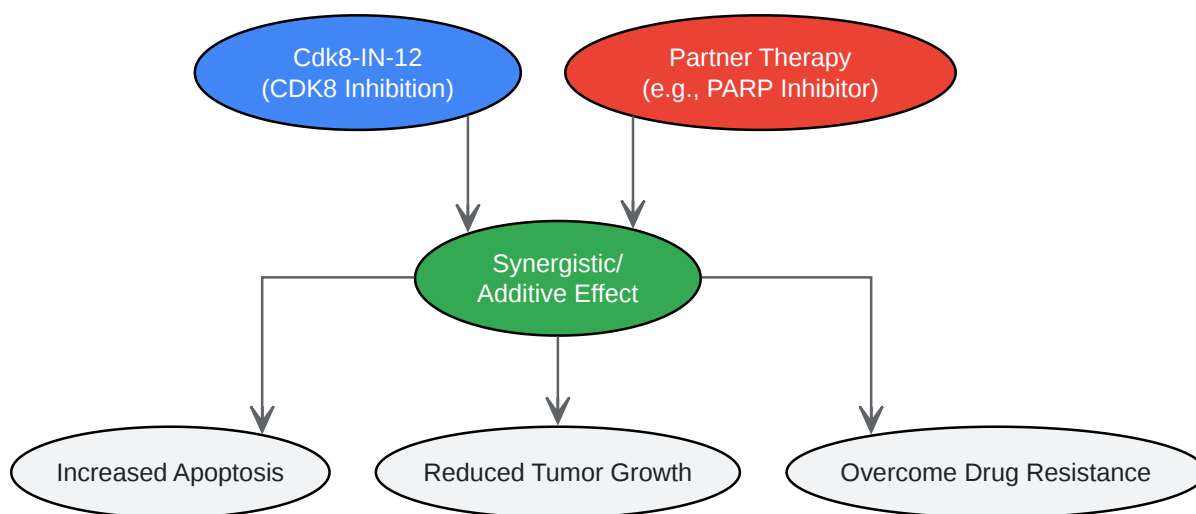 Cdk8-IN-12
(CDK8 Inhibition)
Partner Therapy
(e.g., PARP Inhibitor)
Synergistic/
Additive Effect
Increased Apoptosis
Reduced Tumor Growth
Overcome Drug Resistance